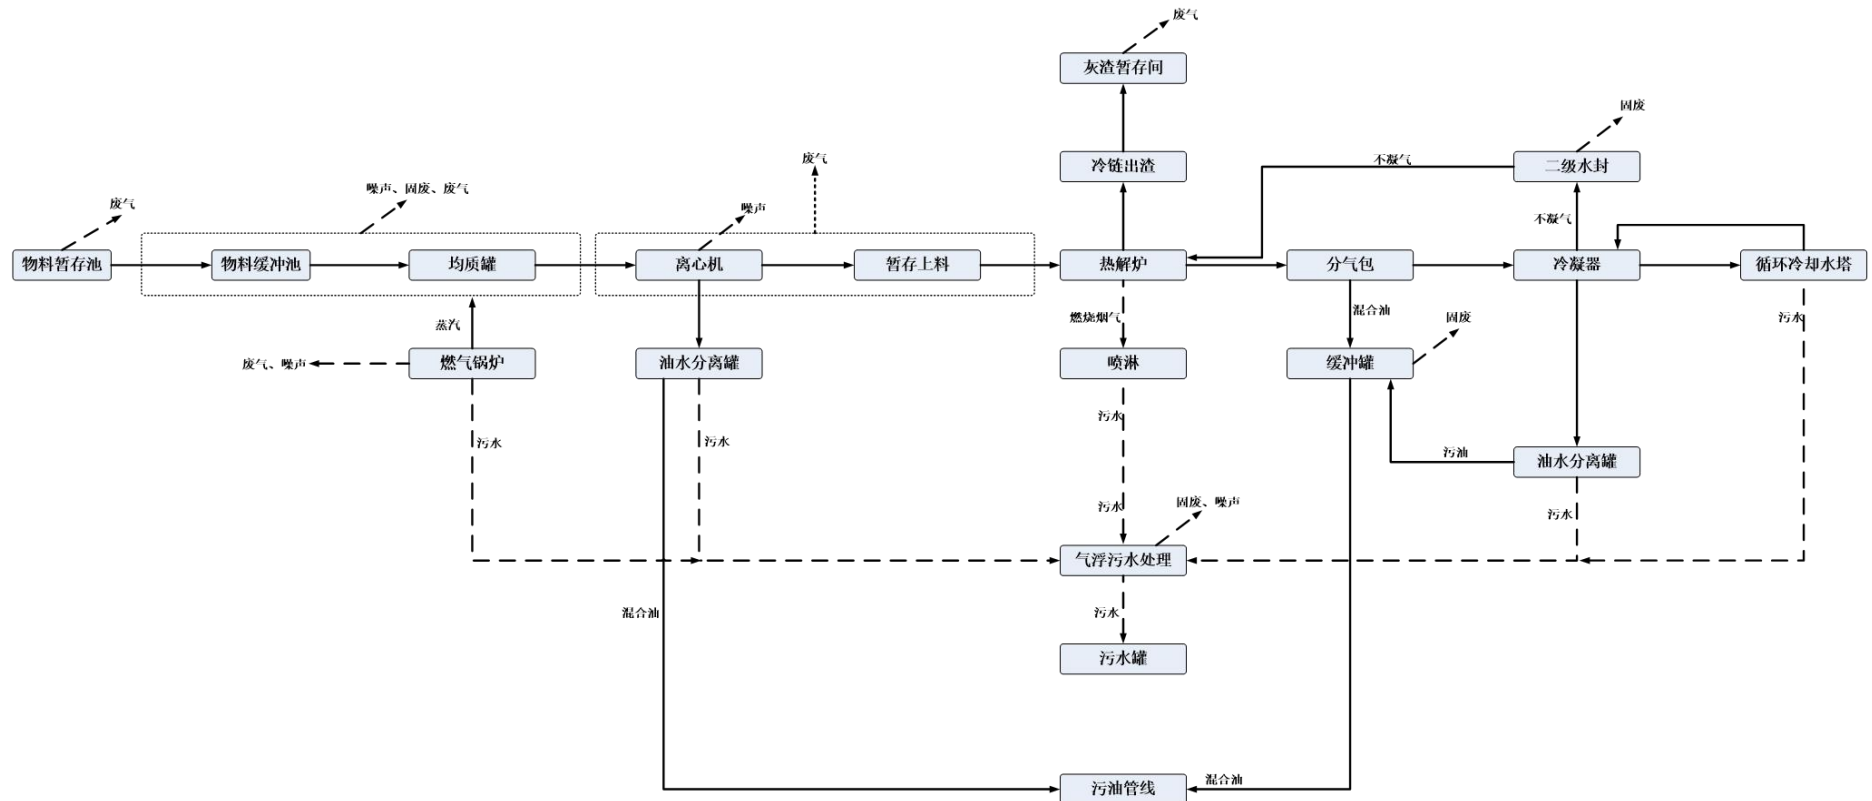 废气
灰渣暂存间
固废
废气
冷链出渣
不凝气
二级水封
噪声、固废、废气
废气
噪声
不凝气
物料暂存池
物料缓冲池
均质罐
离心机
暂存上料
热解炉
分气包
冷凝器
循环冷却水塔
蒸汽
燃烧烟气
混合油
固废
污水
废气、噪声
燃气锅炉
油水分离罐
喷淋
缓冲罐
污水
污水
污水
污油
油水分离罐
污水
固废、噪声
污水
气浮污水处理
混合油
污水
污水罐
混合油
污油管线